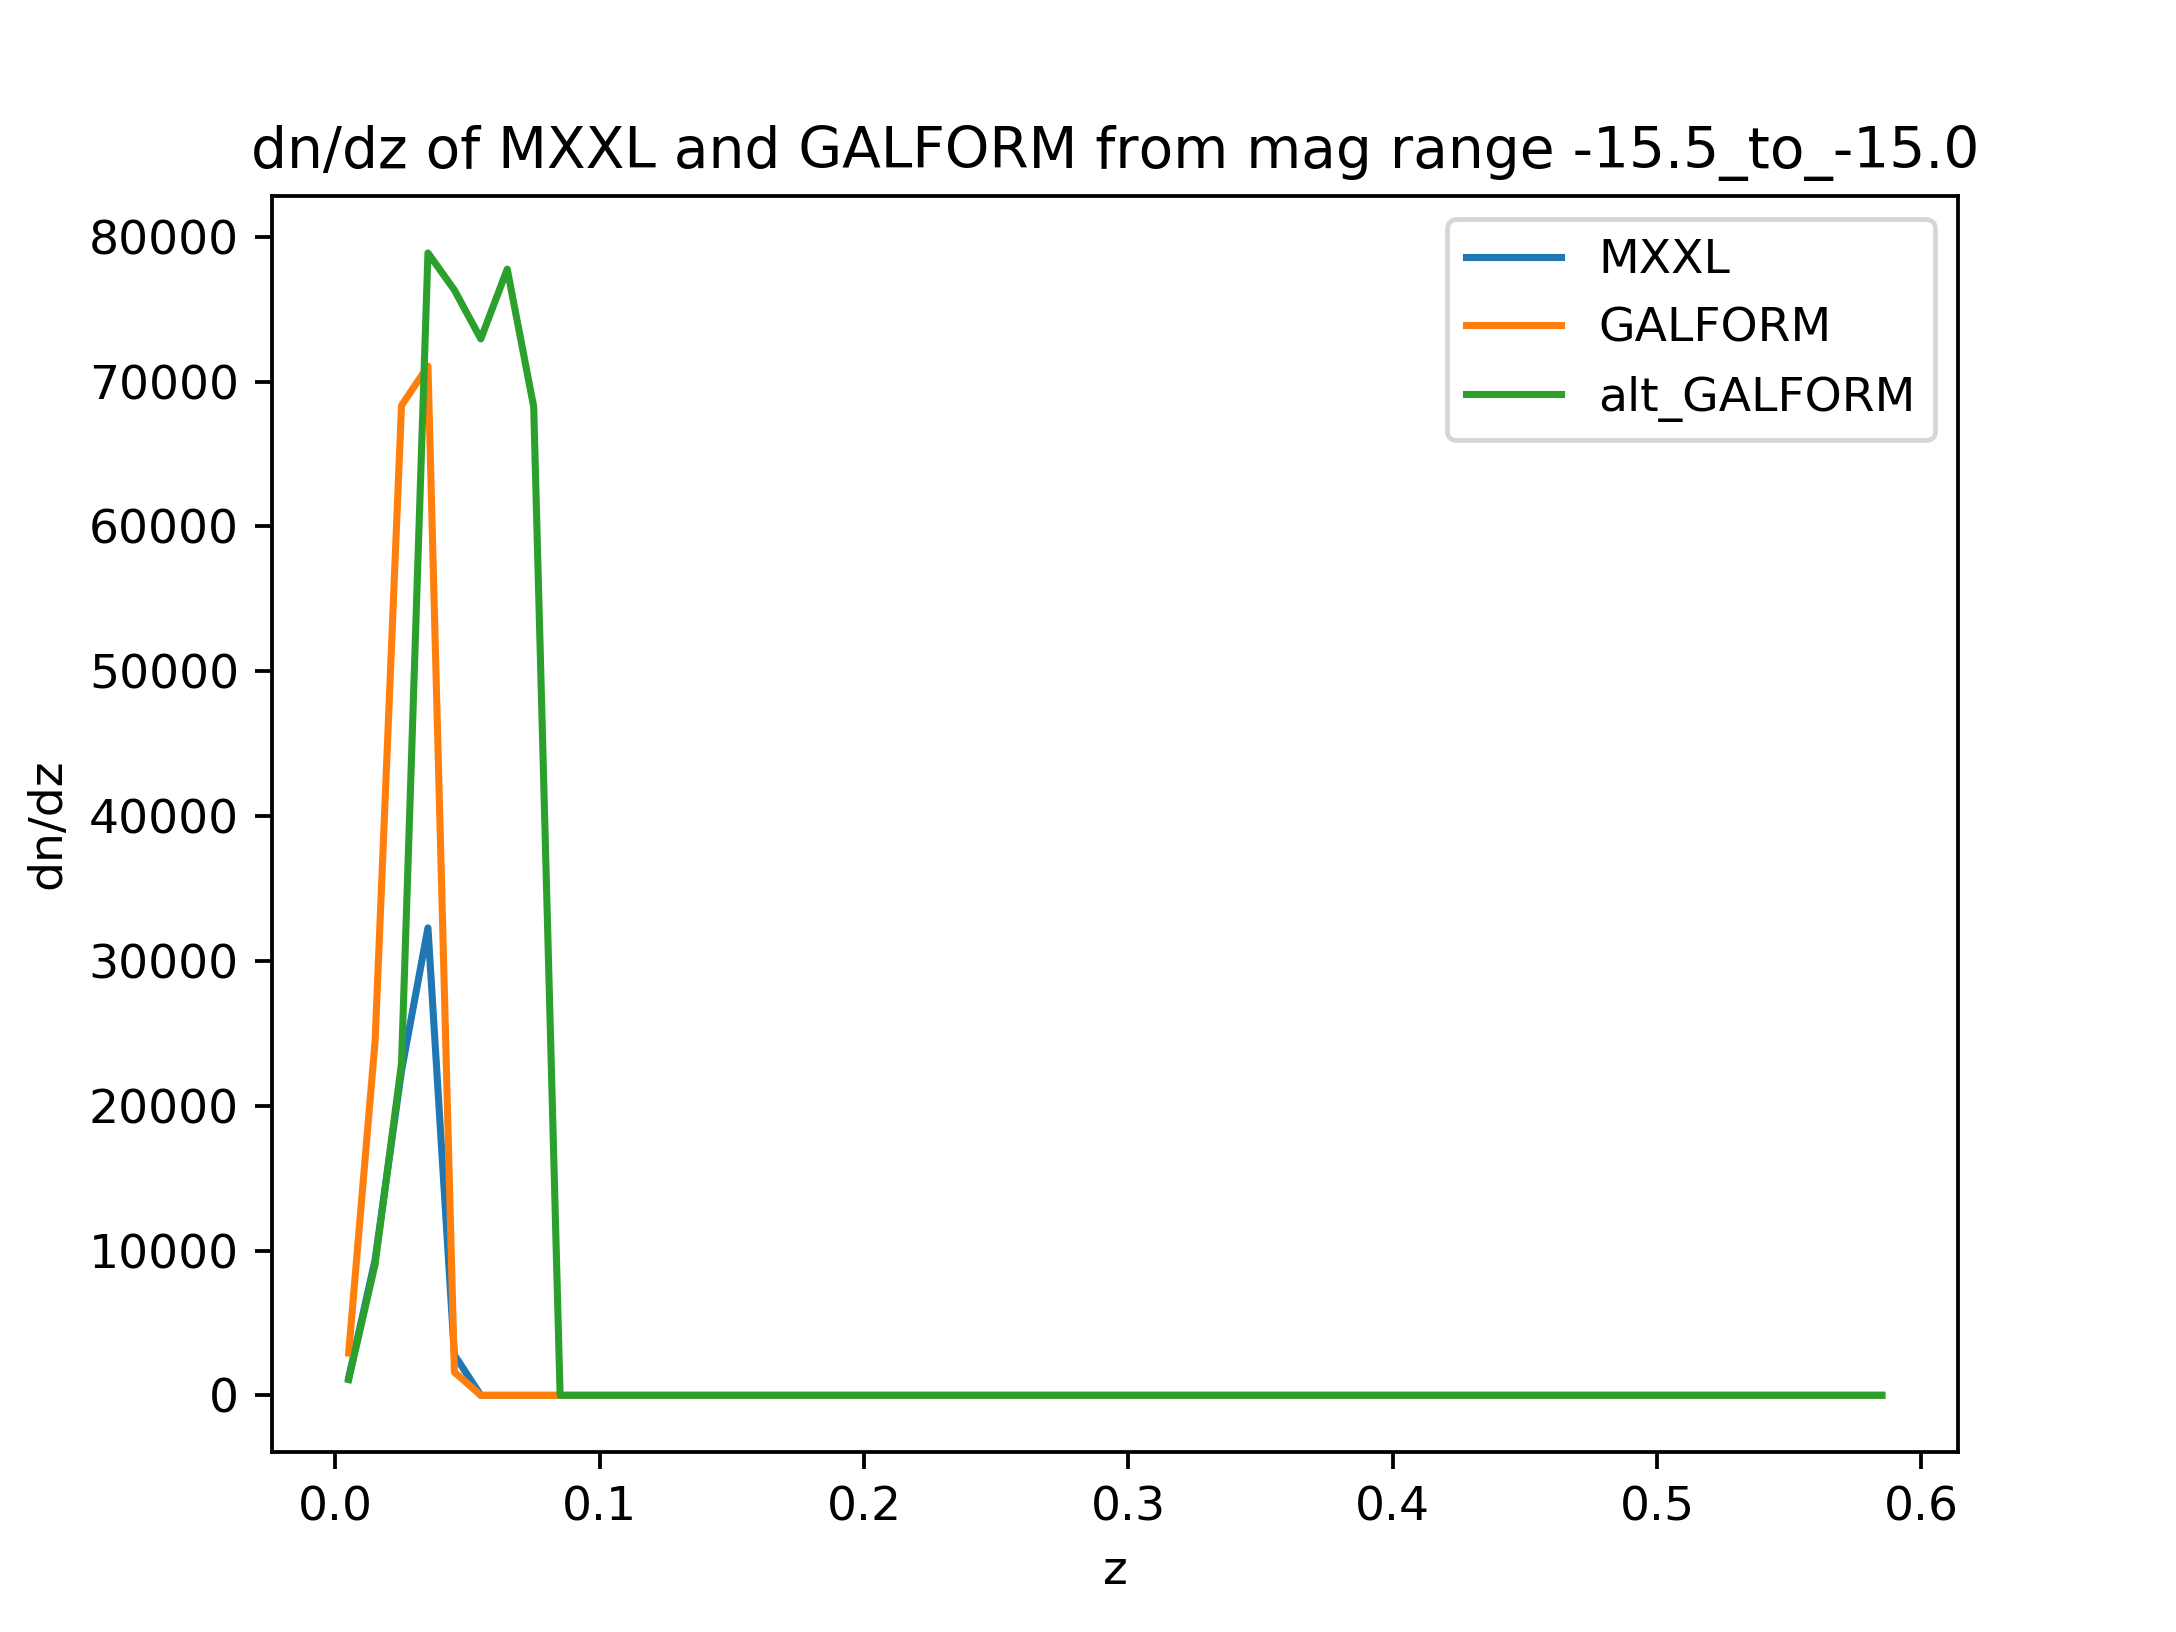 dn/dz of MXXL and GALFORM from mag range -15.5_to_-15.0
80000
70000
60000
50000
40000
30000
20000
10000
0
dn/dz
MXXL
GALFORM
alt_GALFORM
0.0 0.1 0.2 0.3 0.4 0.5 0.6
z